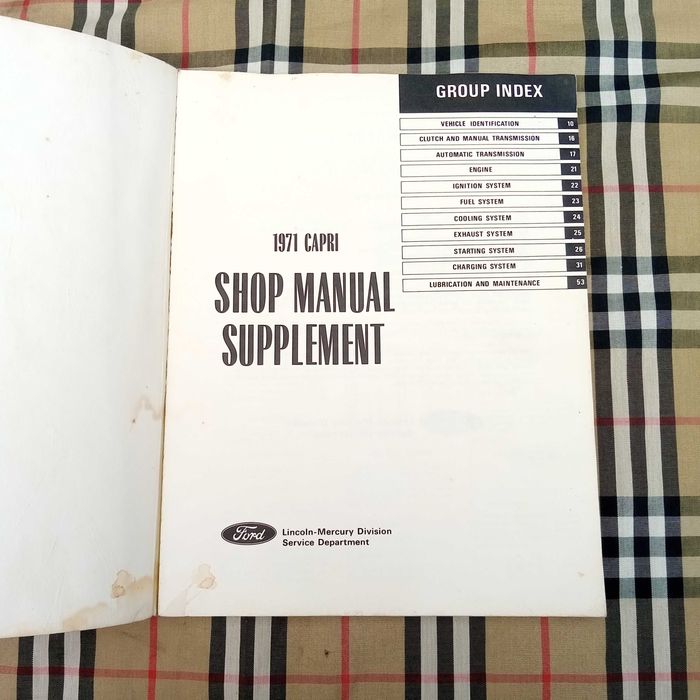 GROUP INDEX
VEHICLE IDENTIFICATION 10
CLUTCH AND MANUAL TRANSMISSION 16
AUTOMATIC TRANSMISSION 17
ENGINE 21
IGNITION SYSTEM 22
FUEL SYSTEM 23
COOLING SYSTEM 24
EXHAUST SYSTEM 25
STARTING SYSTEM 26
CHARGING SYSTEM 31
LUBRICATION AND MAINTENANCE 53
1971 CAPRI
SHOP MANUAL
SUPPLEMENT
Ford
Lincoln-Mercury Division
Service Department